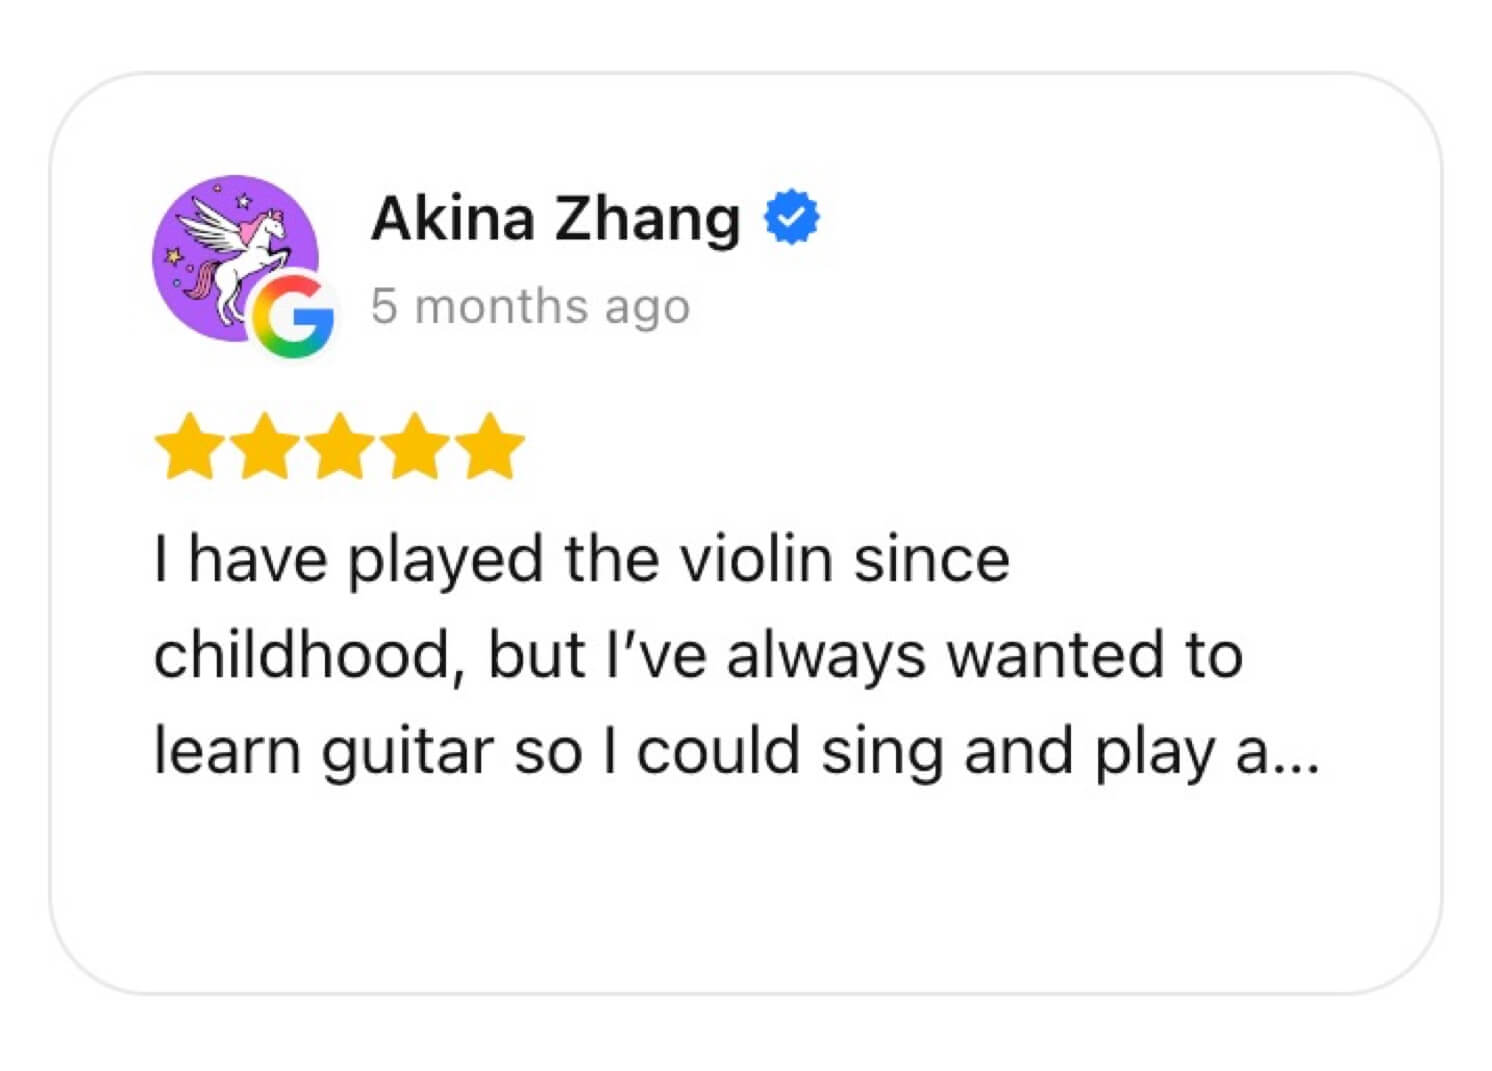 Akina Zhang
5 months ago
I have played the violin since
childhood, but I’ve always wanted to
learn guitar so I could sing and play a...